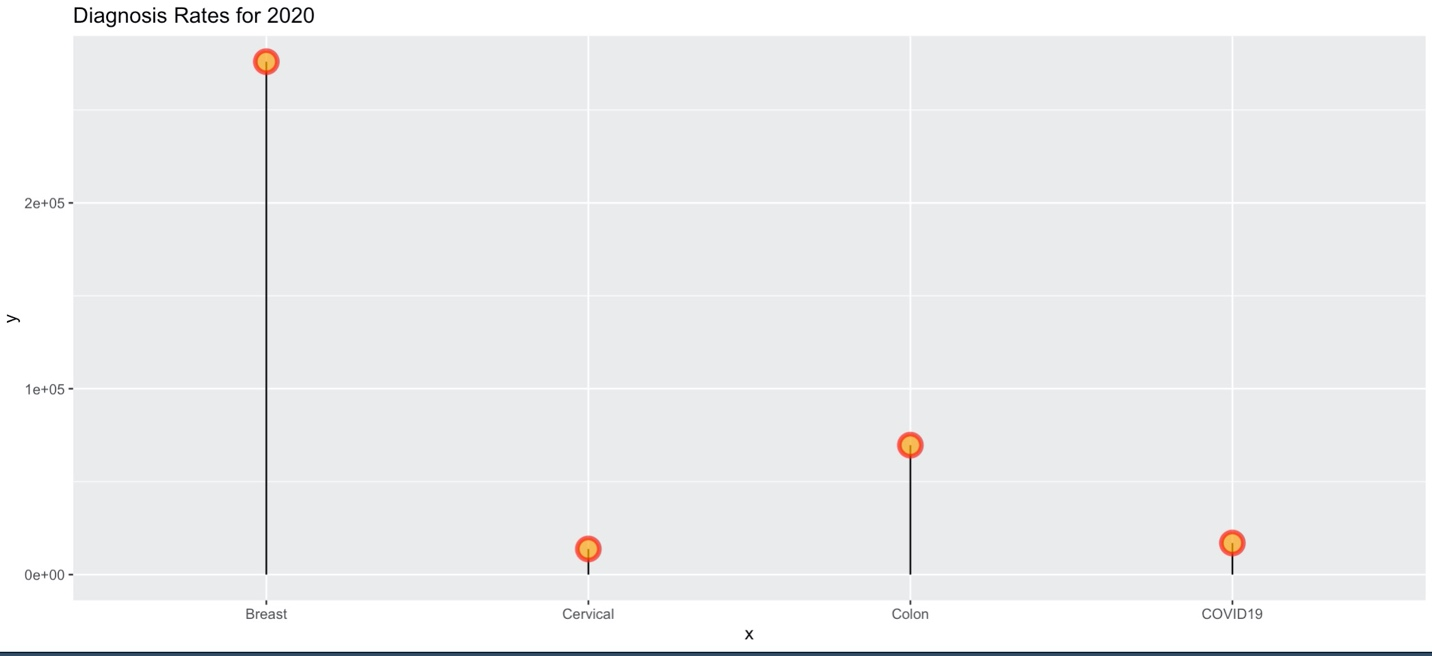 Diagnosis Rates for 2020
2e+05
1e+05
0e+00
y
Breast Cervical Colon COVID19
x